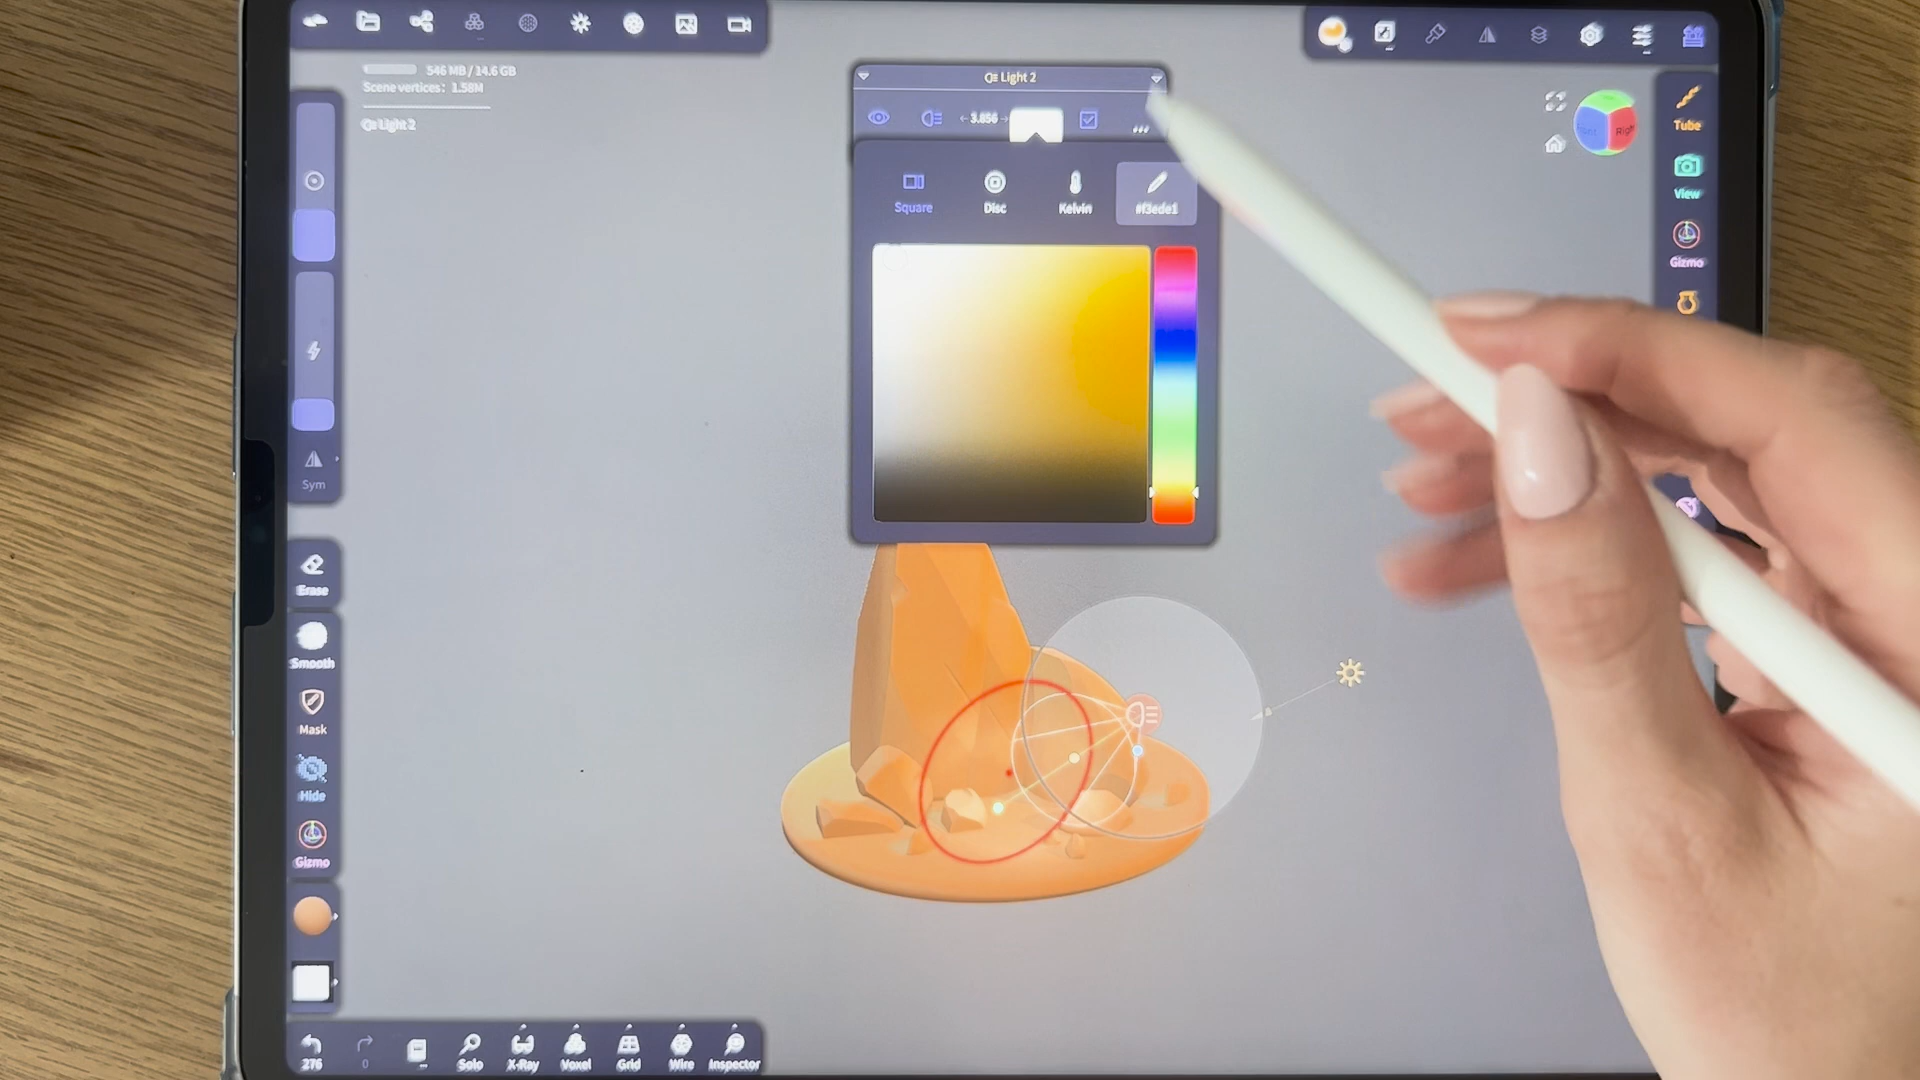 546 MB / 14.6 GB
Scene vertices: 1.58M
Light 2
Light 2
3.856
Square
Disc
Kelvin
#f3ede1
Tube
View
Gizmo
Sym
Erase
Smooth
Mask
Hide
Gizmo
276
0
Solo
X-Ray
Voxel
Grid
Wire
Inspector